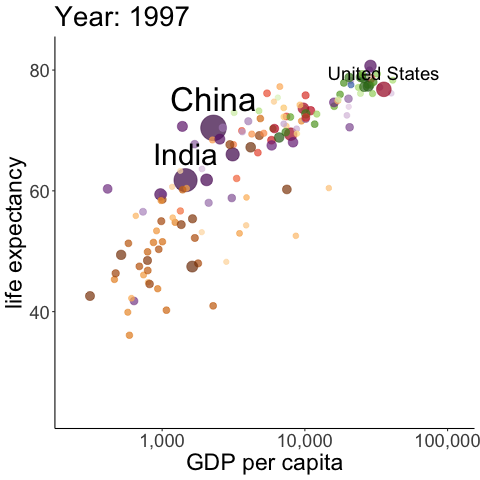 Year: 1997
80
United States
China
India
60
40
life expectancy
1,000
10,000
100,000
GDP per capita